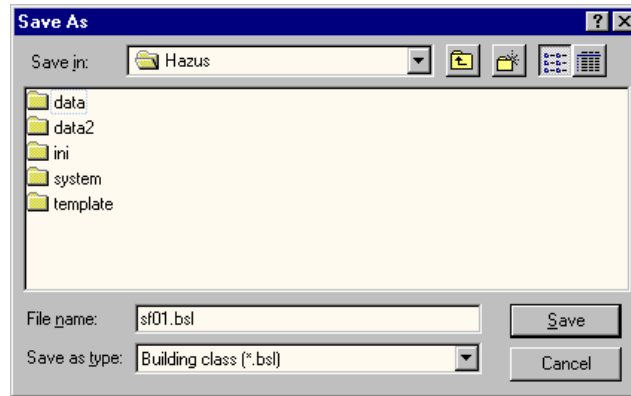 Save As
Save in: Hazus
data
data2
ini
system
template
File name: sf01.bsl Save
Save as type: Building class (*.bsl) Cancel